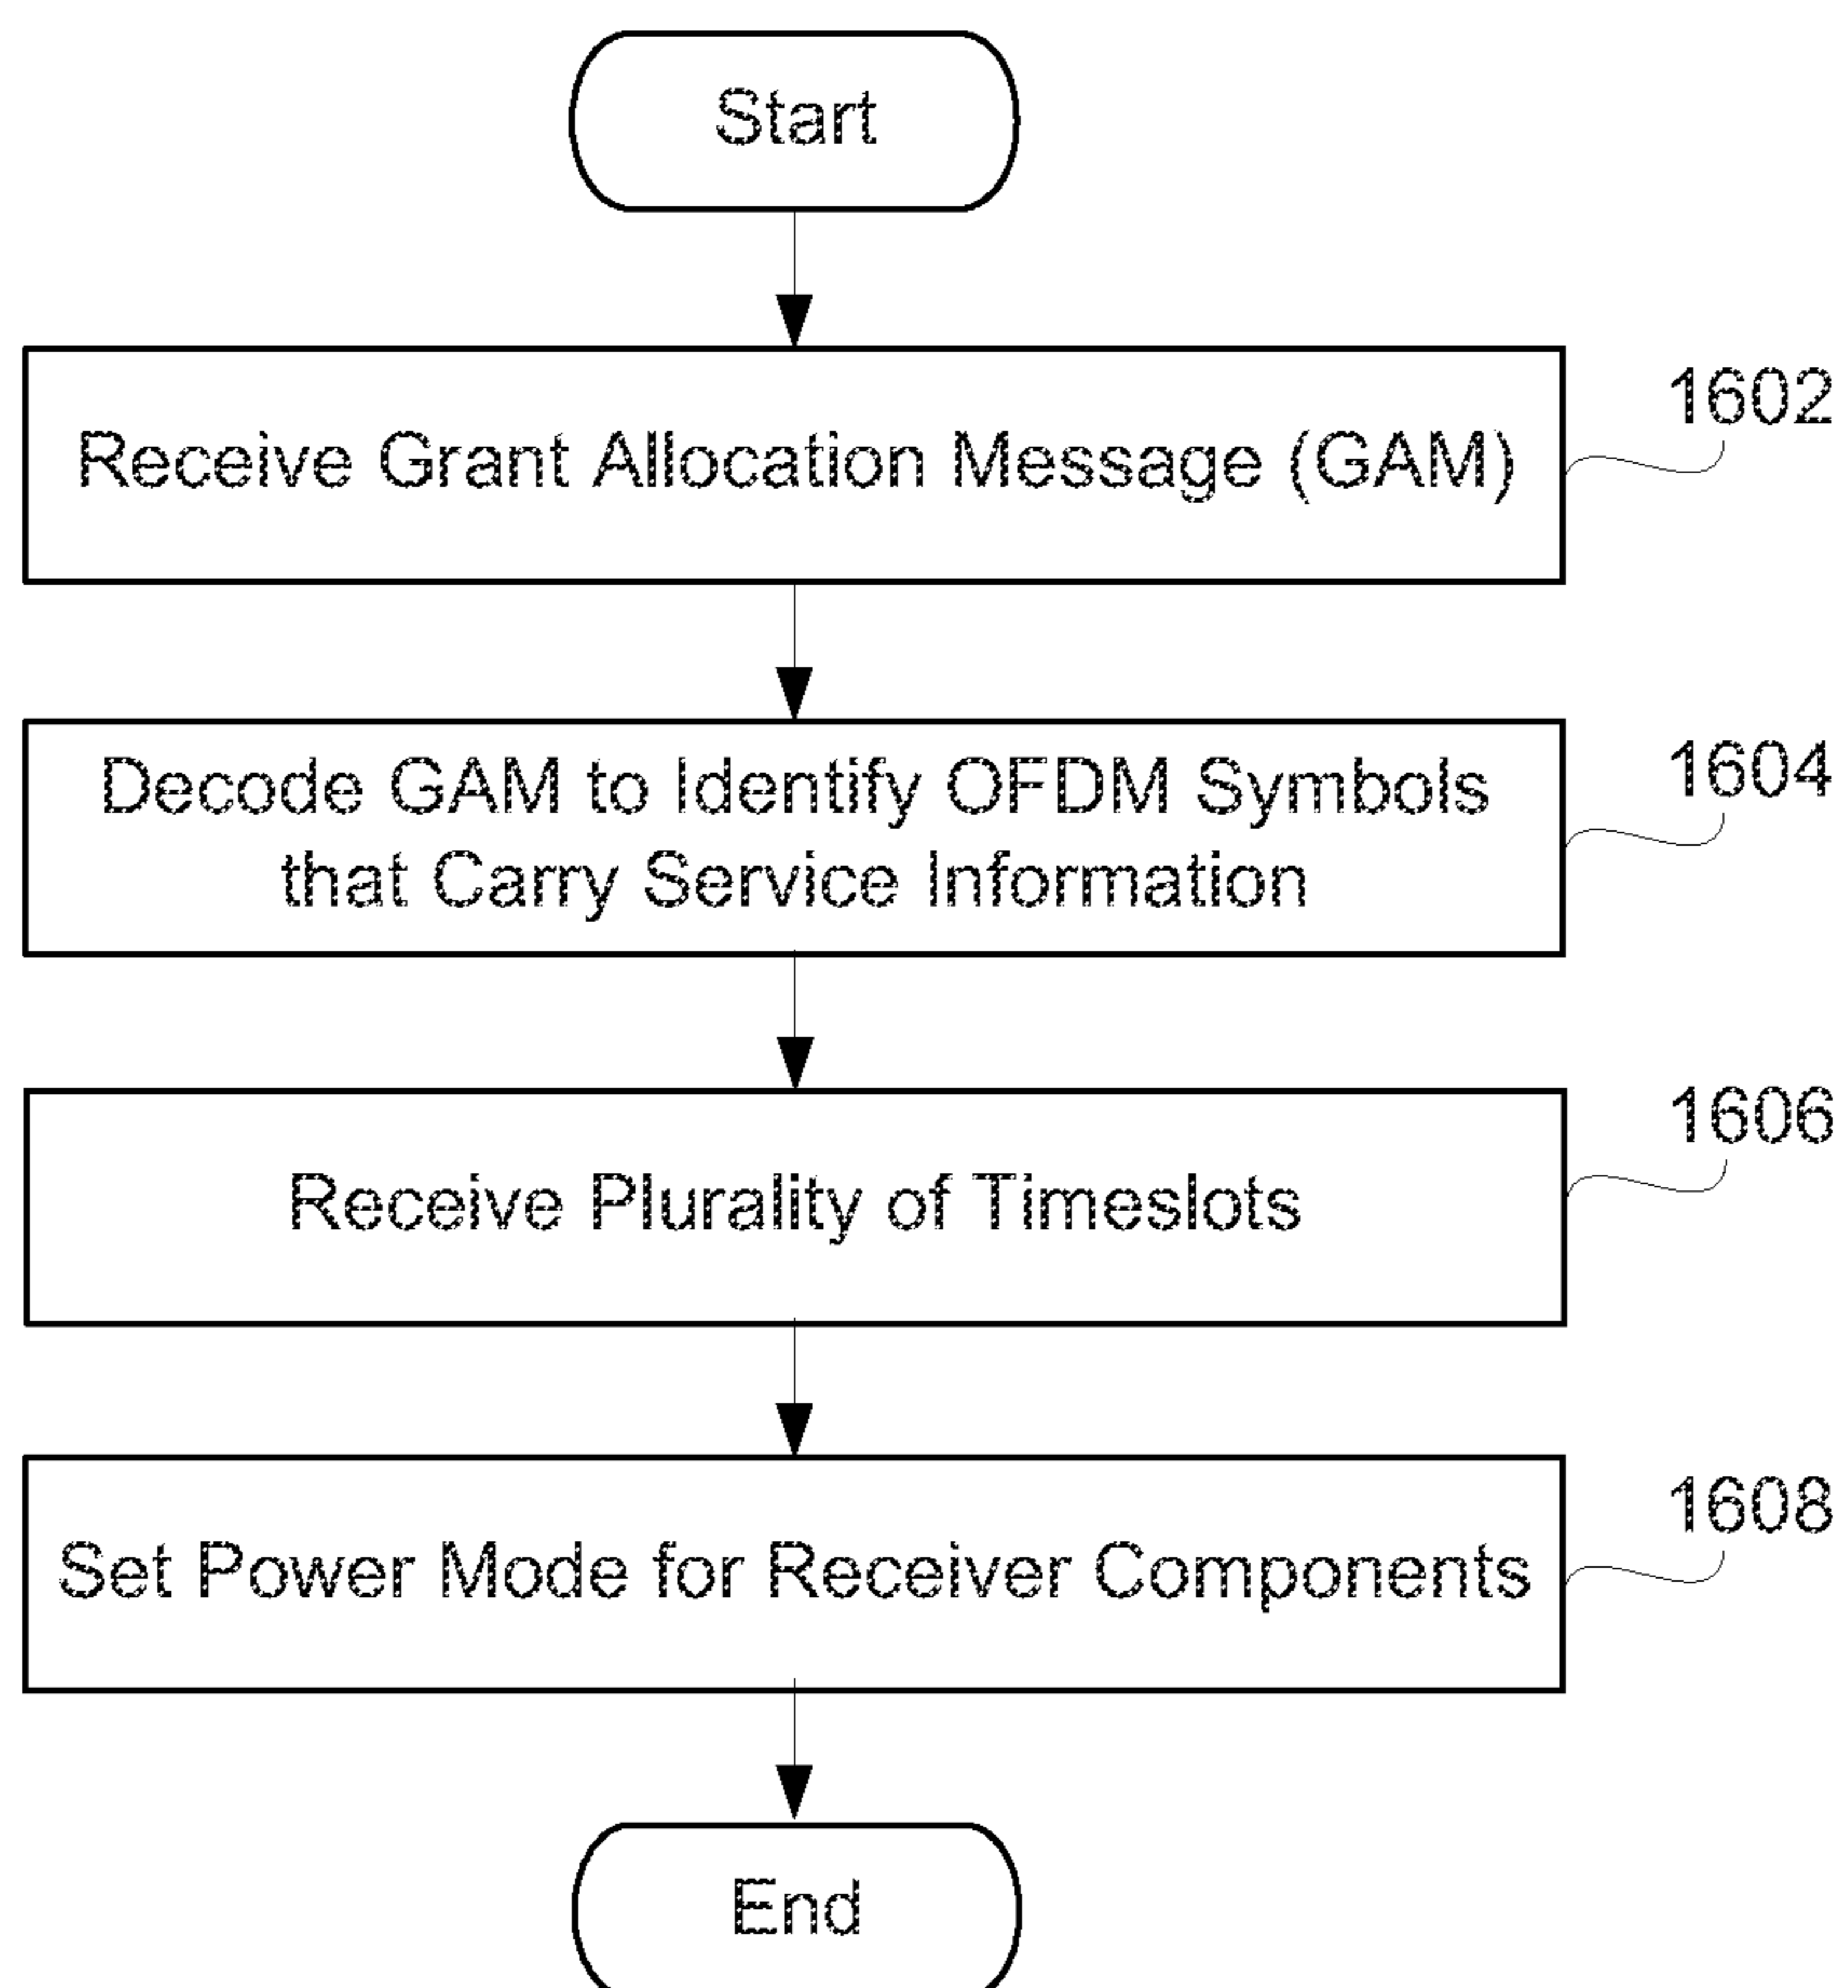 Start
Receive Grant Allocation Message (GAM)
1602
Decode GAM to Identify OFDM Symbols
that Carry Service Information
1604
Receive Plurality of Timeslots
1606
Set Power Mode for Receiver Components
1608
End